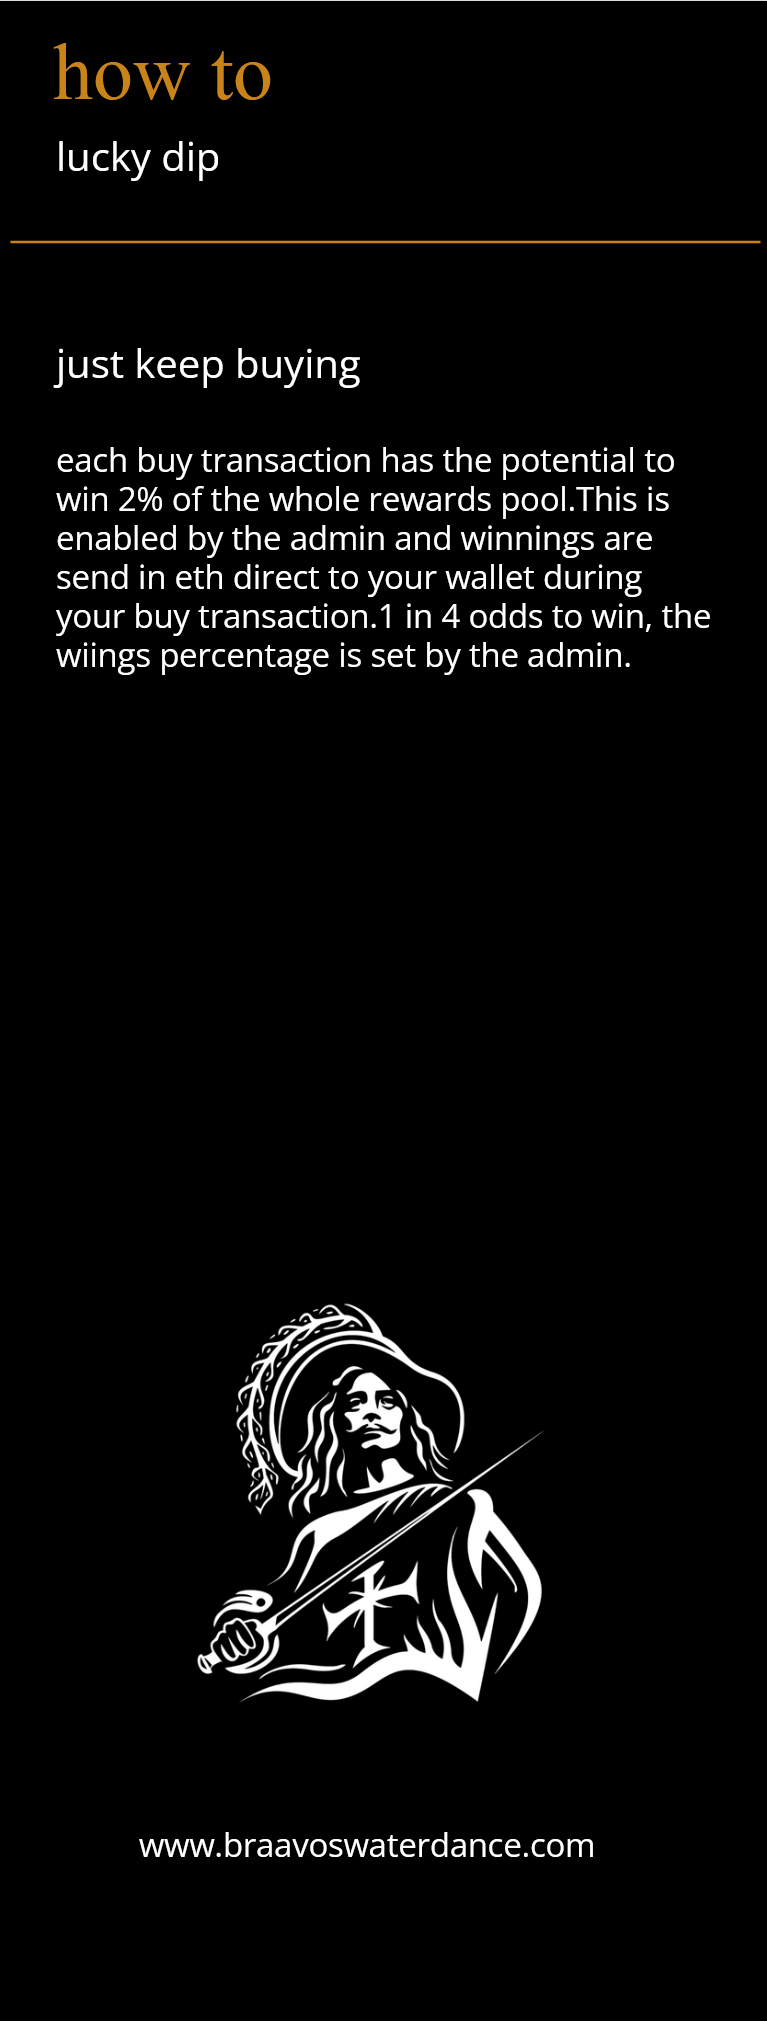 how to
lucky dip
just keep buying
each buy transaction has the potential to
win 2% of the whole rewards pool.This is
enabled by the admin and winnings are
send in eth direct to your wallet during
your buy transaction.1 in 4 odds to win, the
wiings percentage is set by the admin.
www.braavoswaterdance.com